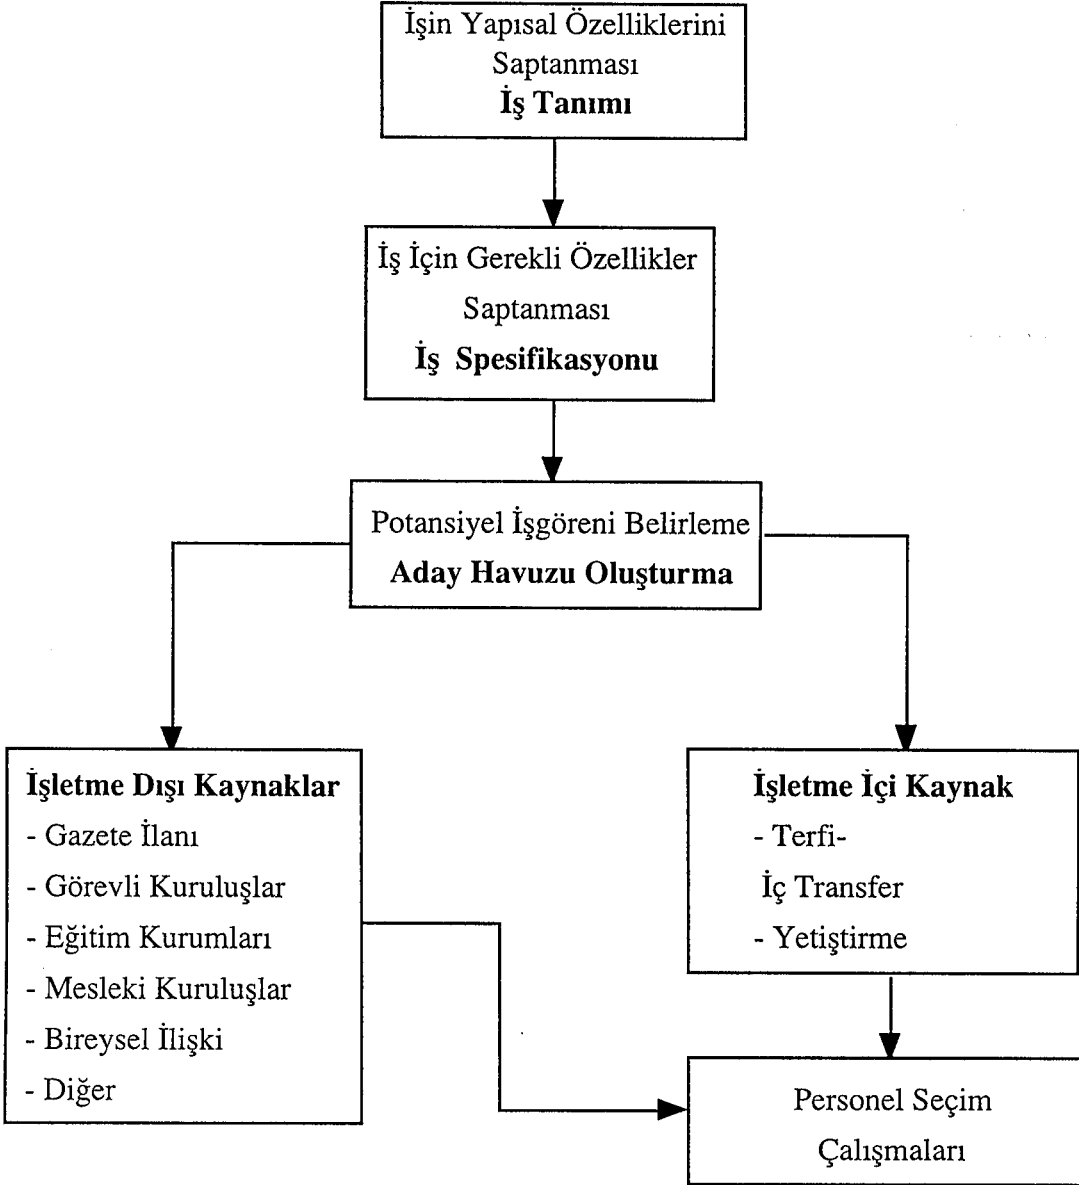 İşin Yapısal Özelliklerini
Saptanması
İş Tanımı
İş İçin Gerekli Özellikler
Saptanması
İş Spesifikasyonu
Potansiyel İşgöreni Belirleme
Aday Havuzu Oluşturma
İşletme Dışı Kaynaklar
- Gazete İlanı
- Görevli Kuruluşlar
- Eğitim Kurumları
- Mesleki Kuruluşlar
- Bireysel İlişki
- Diğer
İşletme İçi Kaynak
- Terfi-
İç Transfer
- Yetiştirme
Personel Seçim
Çalışmaları